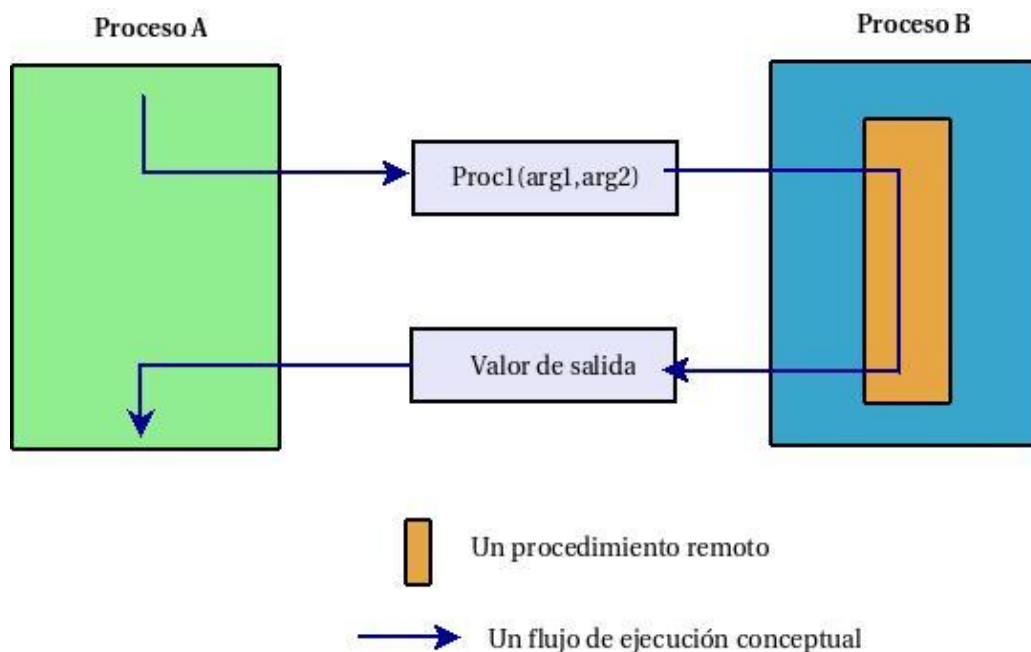 Proceso A
Proceso B
Proc1(arg1,arg2)
Valor de salida
Un procedimiento remoto
Un flujo de ejecución conceptual